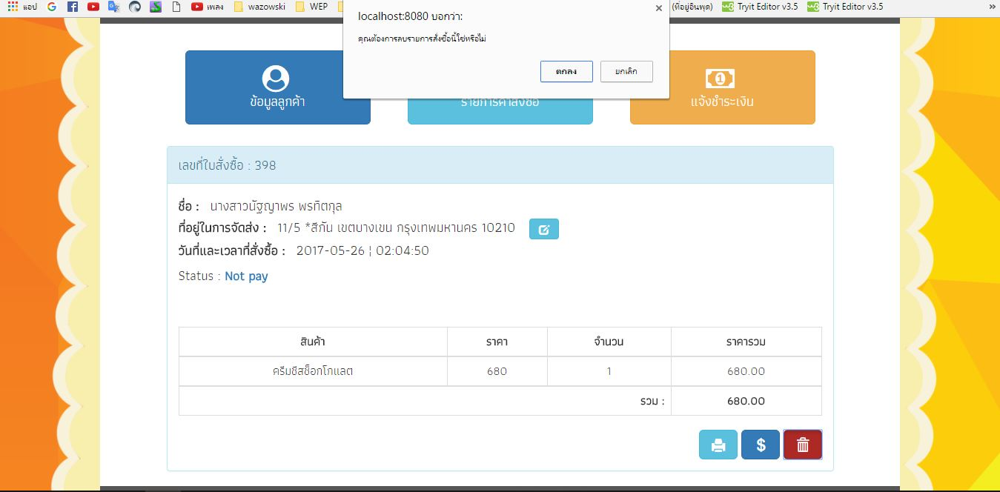 แอป
เพลง
wazowski
WEP
(ที่อยู่อินพุต)
Tryit Editor v3.5
Tryit Editor v3.5
localhost:8080 บอกว่า:
คุณต้องการลบรายการสั่งซื้อนี้ใช่หรือไม่
ตกลง ยกเลิก
ข้อมูลลูกค้า
รายการคำสั่งซื้อ
แจ้งชำระเงิน
เลขที่ใบสั่งซื้อ : 398
ชื่อ : นางสาวนัฐญาพร พรทิตกุล
ที่อยู่ในการจัดส่ง : 11/5 *สีกัน เขตบางเขน กรุงเทพมหานคร 10210
วันที่และเวลาที่สั่งซื้อ : 2017-05-26 ¦ 02:04:50
Status : Not pay
สินค้า ราคา จำนวน ราคารวม
ครีมชีสช็อกโกแลต 680 1 680.00
รวม : 680.00